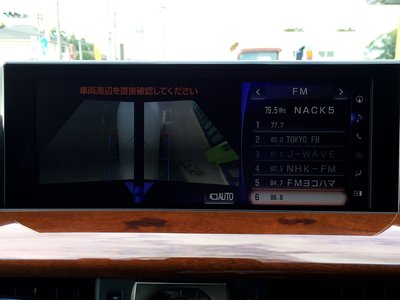 車両周辺を直接確認してください
AUTO
FM
79.5 MHz NACK5
1 77.7
2 80.0 TOKYO FM
3 81.3 J-WAVE
4 82.5 NHK-FM
5 84.7 FMヨコハマ
6 86.6